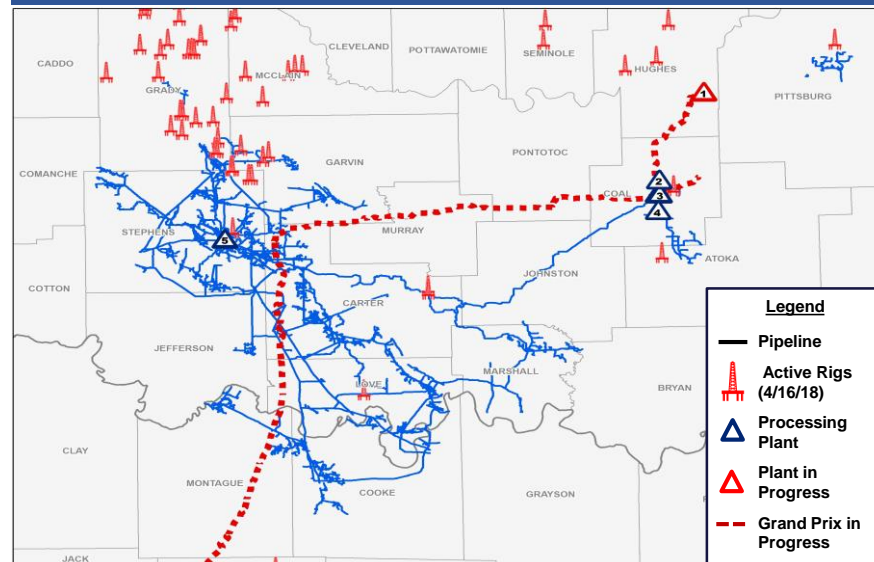 CLEVELAND
POTTAWATOMIE
SEMINOLE
CADDO
MCCLAIN
HUGHES
GRADY
PITTSBURG
1
GARVIN
PONTOTOC
COMANCHE
COAL
2
3
4
STEPHENS
5
MURRAY
ATOKA
JOHNSTON
COTTON
CARTER
JEFFERSON
MARSHALL
LOVE
BRYAN
CLAY
MONTAGUE
COOKE
GRAYSON
JACK
Legend
Pipeline
Active Rigs
(4/16/18)
Processing
Plant
Plant in
Progress
Grand Prix in
Progress